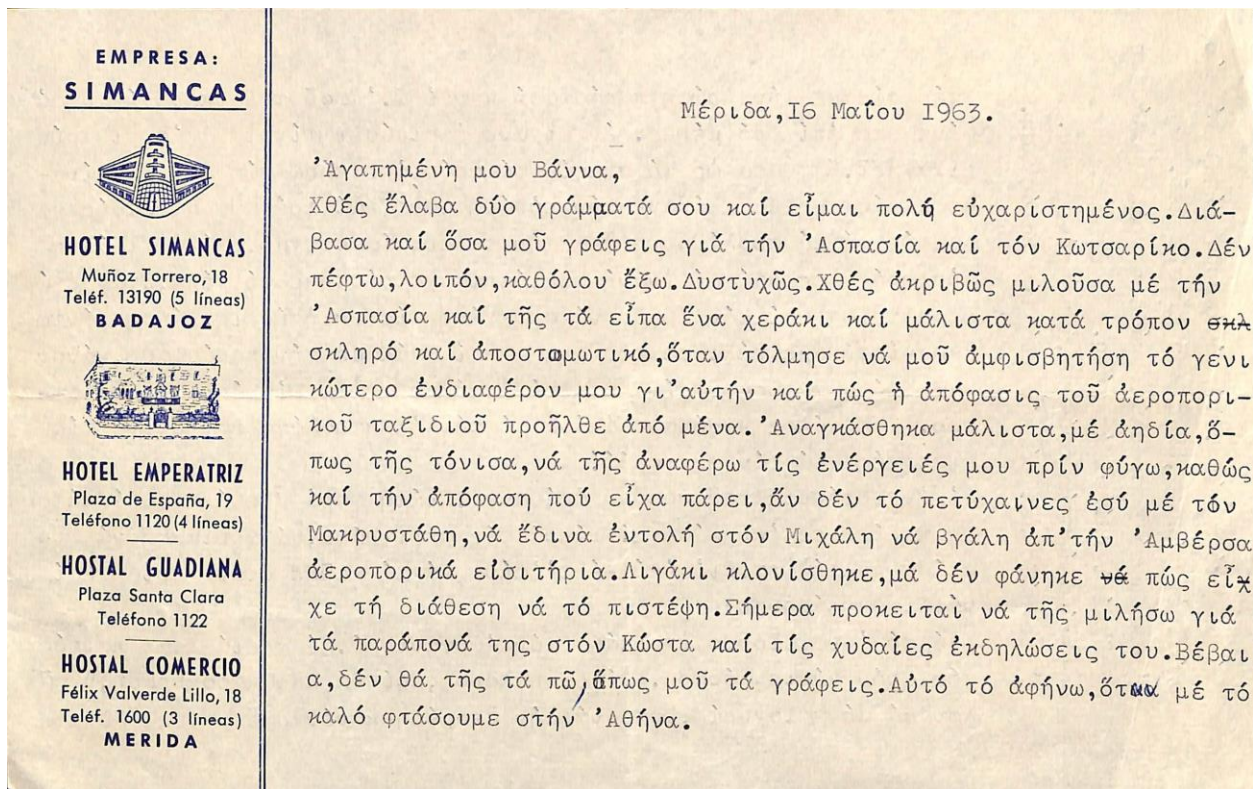 EMPRESA:
SIMANCAS
HOTEL SIMANCAS
Muñoz Torrero, 18
Teléf. 13190 (5 líneas)
BADAJOZ
HOTEL EMPERATRIZ
Plaza de España, 19
Teléfono 1120 (4 líneas)
HOSTAL GUADIANA
Plaza Santa Clara
Teléfono 1122
HOSTAL COMERCIO
Félix Valverde Lillo, 18
Teléf. 1600 (3 líneas)
MERIDA
Μέριδα,16 Μαΐου 1963.
Ἀγαπημένη μου Βάννα,
Χθές ἔλαβα δύο γράμματά σου καί εἶμαι πολύ εὐχαρίστημένος.Διά-
βασα καί ὅσα μοῦ γράφεις γιά τήν Ἀσπασία καί τόν Κωτσαρίκο.Δέν
πέφτω,λοιπόν,καθόλου ἔξω.Δυστυχῶς.Χθές ἀκριβῶς μιλοῦσα μέ τήν
Ἀσπασία καί τῆς τά εἶπα ἕνα χεράκι καί μάλιστα κατά τρόπον σκλ
σκληρό καί ἀποστομωτικό,ὅταν τόλμησε νά μοῦ ἀμφισβητήση τό γενι
κώτερο ἐνδιαφέρον μου γι'αὐτήν καί πώς ἡ ἀπόφασις τοῦ ἀεροπορι-
κοῦ ταξιδιοῦ προῆλθε ἀπό μένα.Ἀναγκάσθηκα μάλιστα,μέ ἀηδία,ὅ-
πως τῆς τόνισα,νά τῆς ἀναφέρω τίς ἐνέργειές μου πρίν φύγω,καθώς
καί τήν ἀπόφαση πού εἶχα πάρει,ἄν δέν τό πετύχαινες ἐσύ μέ τόν
Μακρυστάθη,νά ἔδινα ἐντολή στόν Μιχάλη νά βγάλη ἀπ'τήν Ἀμβέρσα
ἀεροπορικά εἰσιτήρια.Λιγάκι κλονίσθηκε,μά δέν φάνηκε νά πώς εἶχ
χε τή διάθεση νά τό πιστέψη.Σήμερα προκειται νά τῆς μιλήσω γιά
τά παράπονά της στόν Κώστα καί τίς χυδαίες ἐκδηλώσεις του.Βέβαι
α,δέν θά τῆς τά πῶ,ὅπως μοῦ τά γράφεις.Αὐτό τό ἀφήνω,ὅταν μέ τό
καλό φτάσουμε στήν Ἀθήνα.